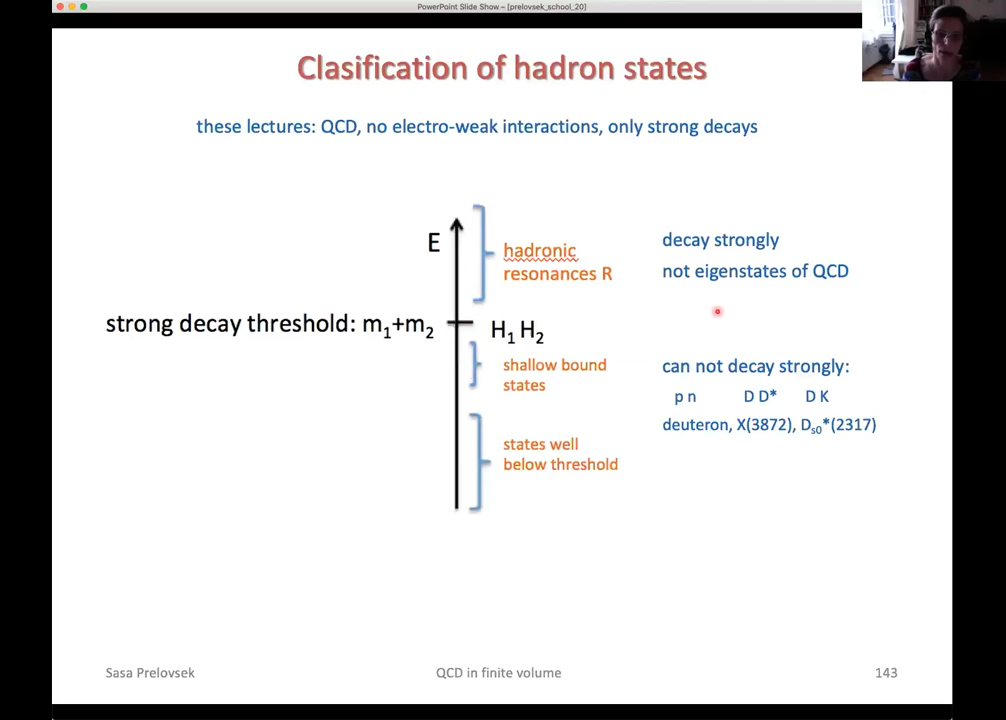 PowerPoint Slide Show – [prelovsek_school_20]
Clasification of hadron states
these lectures: QCD, no electro-weak interactions, only strong decays
E
hadronic
resonances R
decay strongly
not eigenstates of QCD
strong decay threshold: m₁+m₂
H₁ H₂
shallow bound
states
can not decay strongly:
p n D D* D K
deuteron, X(3872), Dₛ₀*(2317)
states well
below threshold
Sasa Prelovsek
QCD in finite volume
143